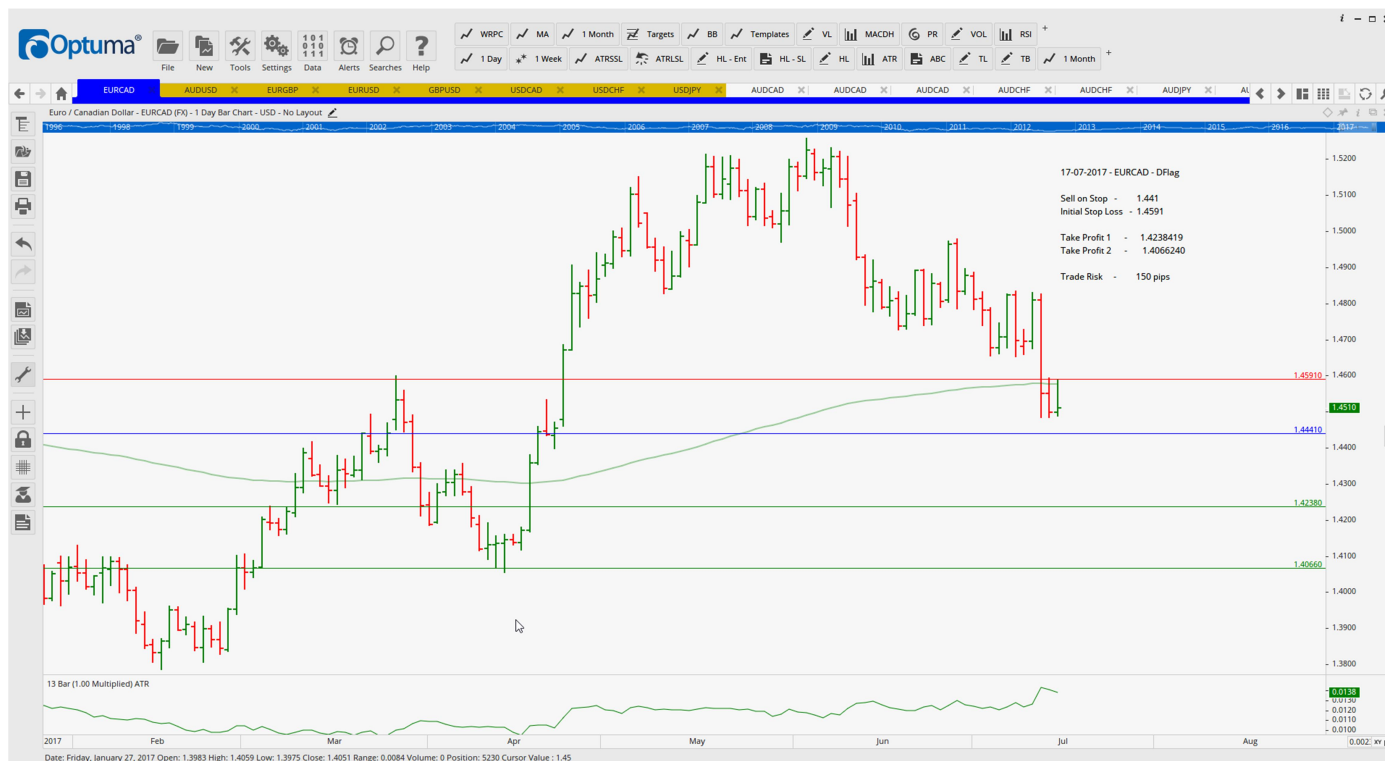 i
Optuma®
File
New
Tools
Settings
101
010
111
Data
Alerts
Searches
?
Help
WRPC
MA
1 Month
Targets
BB
Templates
VL
MACDH
PR
VOL
RSI
+
1 Day
1 Week
ATRSSL
ATRLSL
HL - Ent
HL - SL
HL
ATR
ABC
TL
TB
1 Month
+
EURCAD
AUDUSD
EURGBP
EURUSD
GBPUSD
USDCAD
USDCHF
USDJPY
AUDCAD
AUDCAD
AUDCAD
AUDCHF
AUDCHF
AUDJPY
Euro / Canadian Dollar - EURCAD (FX) - 1 Day Bar Chart - USD - No Layout
1996 1998 1999 2000 2001 2002 2003 2004 2005 2006 2007 2008 2009 2010 2011 2012 2013 2014 2015 2016 2017
17-07-2017 - EURCAD - DFlag
Sell on Stop - 1.441
Initial Stop Loss - 1.4591
Take Profit 1 - 1.4238419
Take Profit 2 - 1.4066240
Trade Risk - 150 pips
1.5200
1.5100
1.5000
1.4900
1.4800
1.4700
1.4600
1.45910
1.4510
1.44410
1.4400
1.4300
1.42380
1.4200
1.4100
1.40660
1.4000
1.3900
1.3800
13 Bar (1.00 Multiplied) ATR
0.0138
0.0130
0.0120
0.0110
0.0100
2017 Feb Mar Apr May Jun Jul Aug
XY
Date: Friday, January 27, 2017 Open: 1.3983 High: 1.4059 Low: 1.3975 Close: 1.4051 Range: 0.0084 Volume: 0 Position: 5230 Cursor Value : 1.45